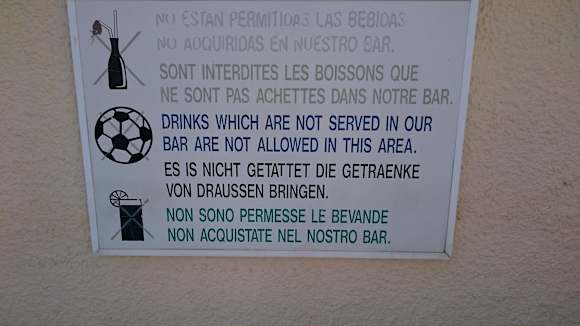 NO ESTAN PERMITIDAS LAS BEBIDAS
NO ADQUIRIDAS EN NUESTRO BAR.
SONT INTERDITES LES BOISSONS QUE
NE SONT PAS ACHETTES DANS NOTRE BAR.
DRINKS WHICH ARE NOT SERVED IN OUR
BAR ARE NOT ALLOWED IN THIS AREA.
ES IS NICHT GETATTET DIE GETRAENKE
VON DRAUSSEN BRINGEN.
NON SONO PERMESSE LE BEVANDE
NON ACQUISTATE NEL NOSTRO BAR.